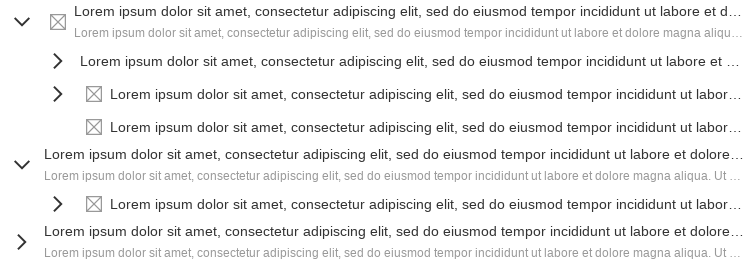 Lorem ipsum dolor sit amet, consectetur adipiscing elit, sed do eiusmod tempor incididunt ut labore et d...
Lorem ipsum dolor sit amet, consectetur adipiscing elit, sed do eiusmod tempor incididunt ut labore et dolore magna aliqu...
Lorem ipsum dolor sit amet, consectetur adipiscing elit, sed do eiusmod tempor incididunt ut labore et ...
Lorem ipsum dolor sit amet, consectetur adipiscing elit, sed do eiusmod tempor incididunt ut labor...
Lorem ipsum dolor sit amet, consectetur adipiscing elit, sed do eiusmod tempor incididunt ut labor...
Lorem ipsum dolor sit amet, consectetur adipiscing elit, sed do eiusmod tempor incididunt ut labore et dolore...
Lorem ipsum dolor sit amet, consectetur adipiscing elit, sed do eiusmod tempor incididunt ut labore et dolore magna aliqua. Ut ...
Lorem ipsum dolor sit amet, consectetur adipiscing elit, sed do eiusmod tempor incididunt ut labor...
Lorem ipsum dolor sit amet, consectetur adipiscing elit, sed do eiusmod tempor incididunt ut labore et dolore...
Lorem ipsum dolor sit amet, consectetur adipiscing elit, sed do eiusmod tempor incididunt ut labore et dolore magna aliqua. Ut ...